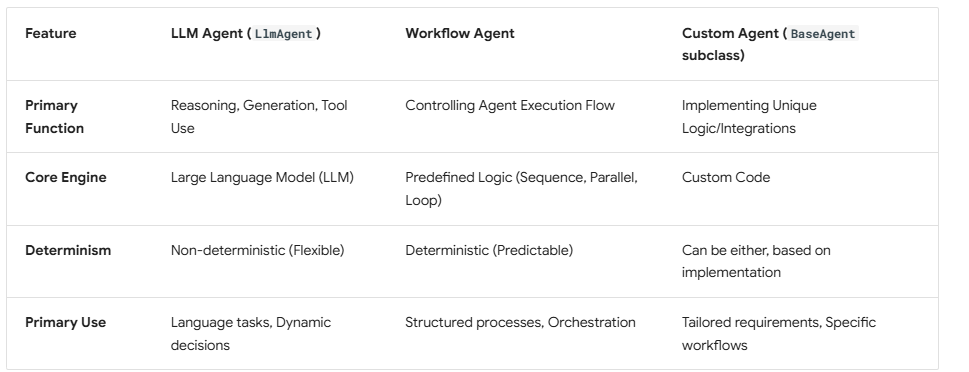 Feature
LLM Agent ( LlmAgent )
Workflow Agent
Custom Agent ( BaseAgent
subclass)
Primary
Function
Reasoning, Generation, Tool
Use
Controlling Agent Execution Flow
Implementing Unique
Logic/Integrations
Core Engine
Large Language Model (LLM)
Predefined Logic (Sequence, Parallel,
Loop)
Custom Code
Determinism
Non-deterministic (Flexible)
Deterministic (Predictable)
Can be either, based on
implementation
Primary Use
Language tasks, Dynamic
decisions
Structured processes, Orchestration
Tailored requirements, Specific
workflows